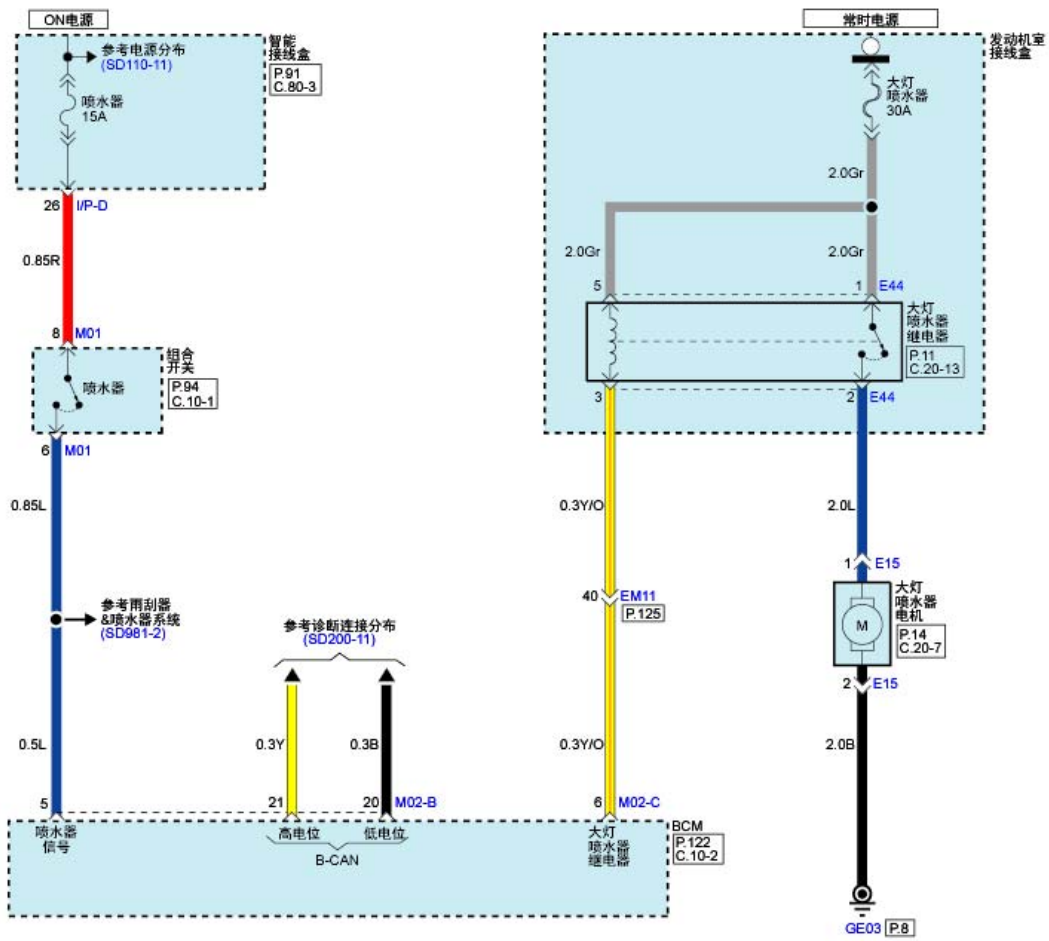 ON电源
参考电源分布
(SD110-11)
喷水器
15A
智能
接线盒
P.91
C.80-3
26 I/P-D
0.85R
8 M01
喷水器
组合
开关
P.94
C.10-1
6 M01
0.85L
参考雨刮器
&喷水器系统
(SD981-2)
0.5L
参考诊断连接分布
(SD200-11)
0.3Y
0.3B
5
21
20 M02-B
喷水器
信号
高电位
低电位
B-CAN
常时电源
发动机室
接线盒
大灯
喷水器
30A
2.0Gr
2.0Gr
2.0Gr
5
1 E44
大灯
喷水器
继电器
P.11
C.20-13
3
2 E44
0.3Y/O
2.0L
40 EM11
P.125
1 E15
M
大灯
喷水器
电机
P.14
C.20-7
2 E15
0.3Y/O
2.0B
6 M02-C
大灯
喷水器
继电器
BCM
P.122
C.10-2
GE03 P.8